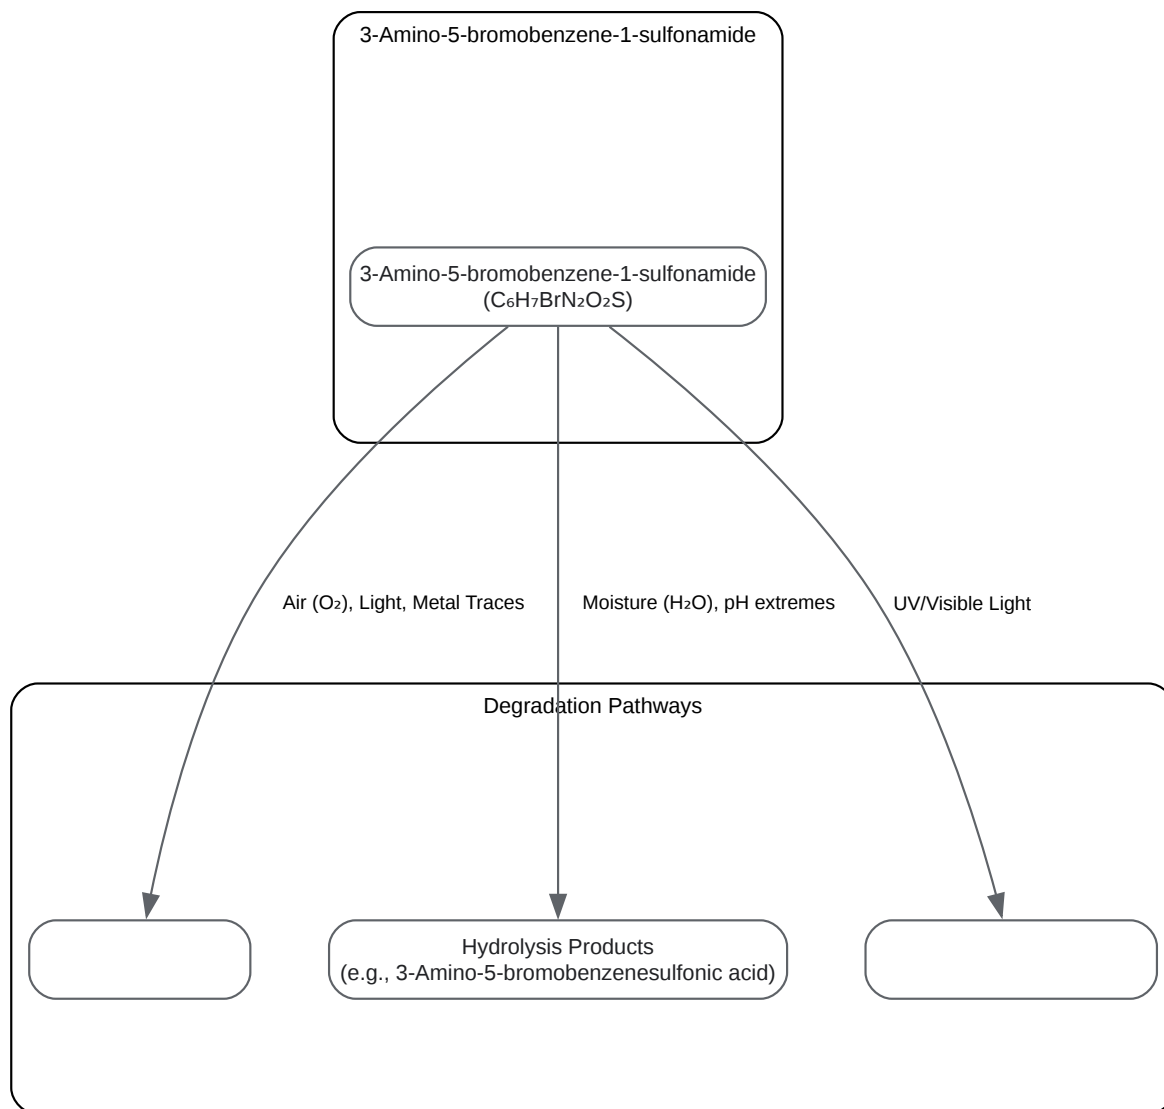 3-Amino-5-bromobenzene-1-sulfonamide
3-Amino-5-bromobenzene-1-sulfonamide
(C₆H₇BrN₂O₂S)
Air (O₂), Light, Metal Traces
Moisture (H₂O), pH extremes
UV/Visible Light
Degradation Pathways
Hydrolysis Products
(e.g., 3-Amino-5-bromobenzenesulfonic acid)